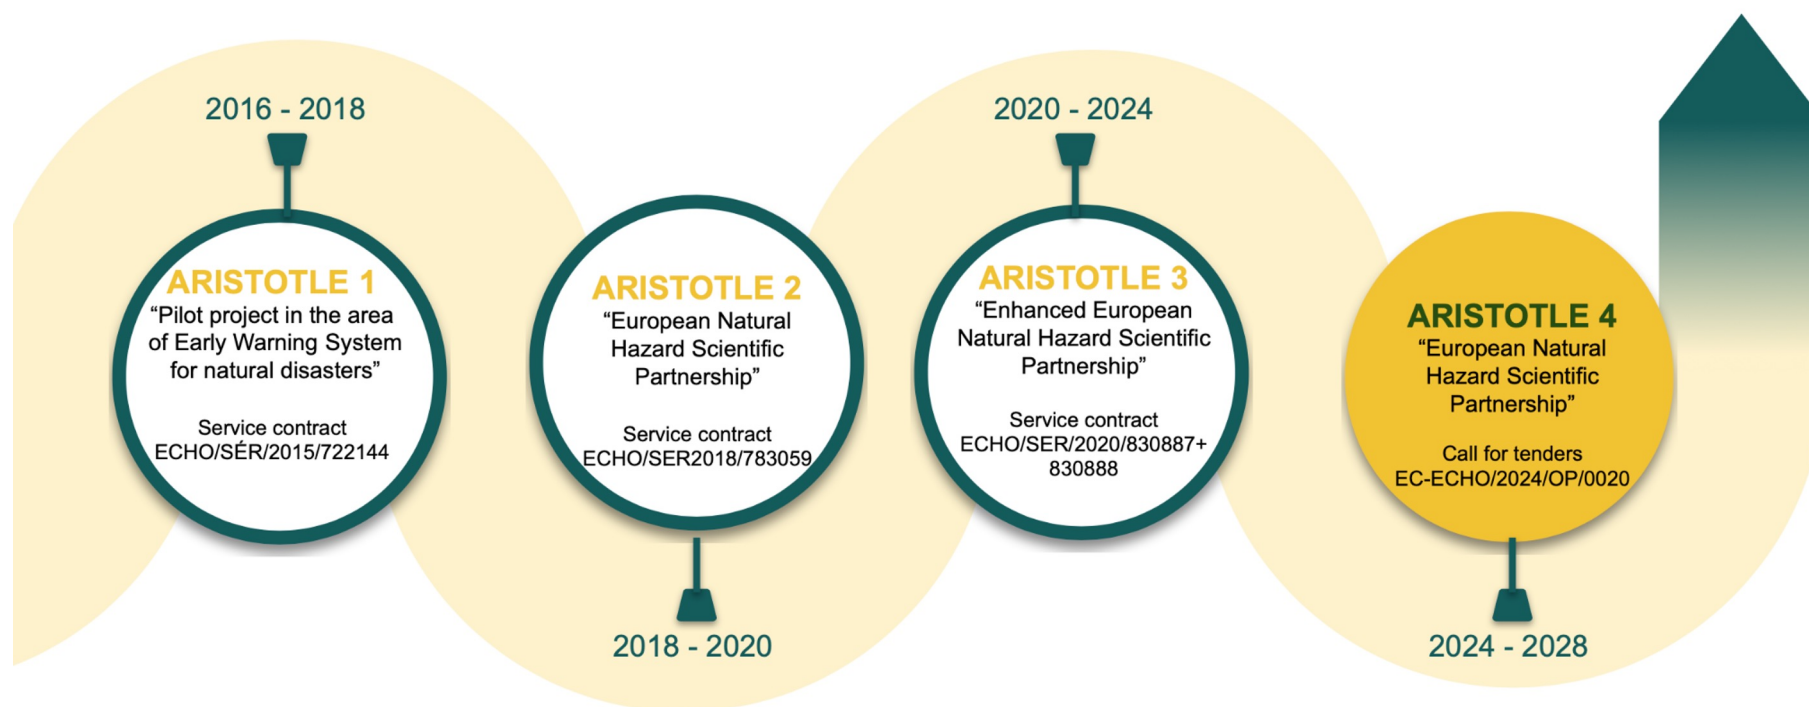 2016 - 2018
ARISTOTLE 1
“Pilot project in the area
of Early Warning System
for natural disasters”
Service contract
ECHO/SÉR/2015/722144
ARISTOTLE 2
“European Natural
Hazard Scientific
Partnership”
Service contract
ECHO/SER2018/783059
2018 - 2020
2020 - 2024
ARISTOTLE 3
“Enhanced European
Natural Hazard Scientific
Partnership”
Service contract
ECHO/SER/2020/830887+
830888
ARISTOTLE 4
“European Natural
Hazard Scientific
Partnership”
Call for tenders
EC-ECHO/2024/OP/0020
2024 - 2028